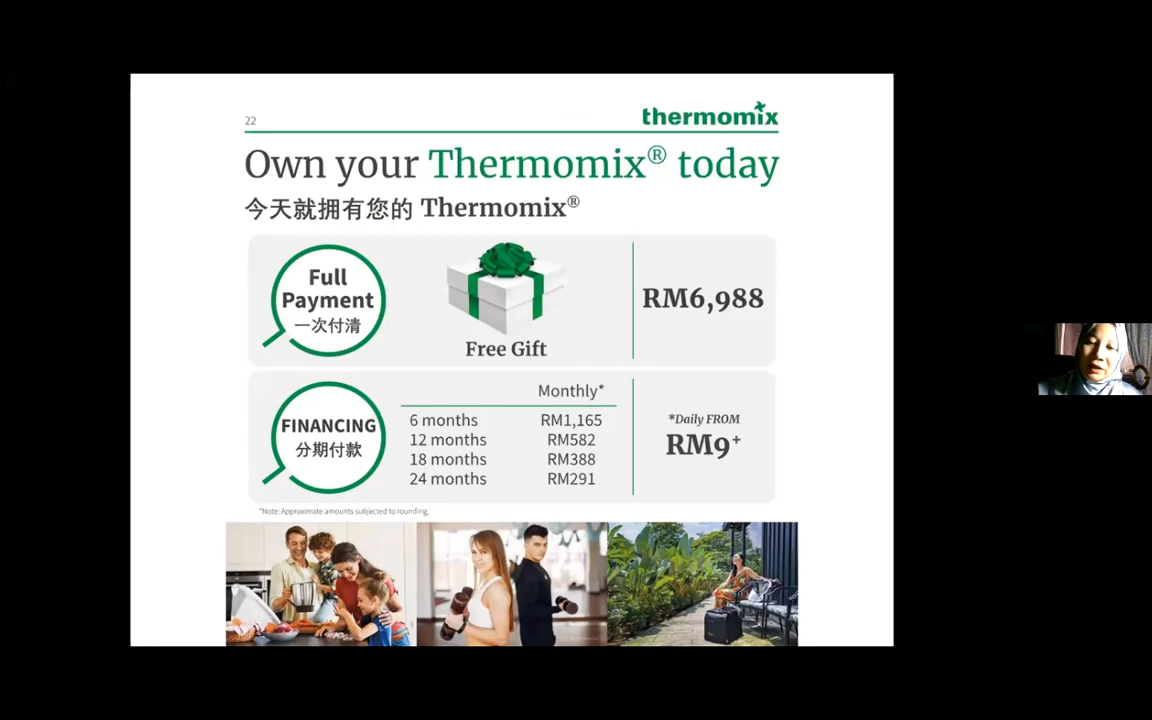 22
thermomix
Own your Thermomix® today
今天就拥有您的 Thermomix®
Full
Payment
一次付清
Free Gift
RM6,988
FINANCING
分期付款
Monthly*
6 months RM1,165
12 months RM582
18 months RM388
24 months RM291
*Daily FROM
RM9+
*Note: Approximate amounts subjected to rounding.